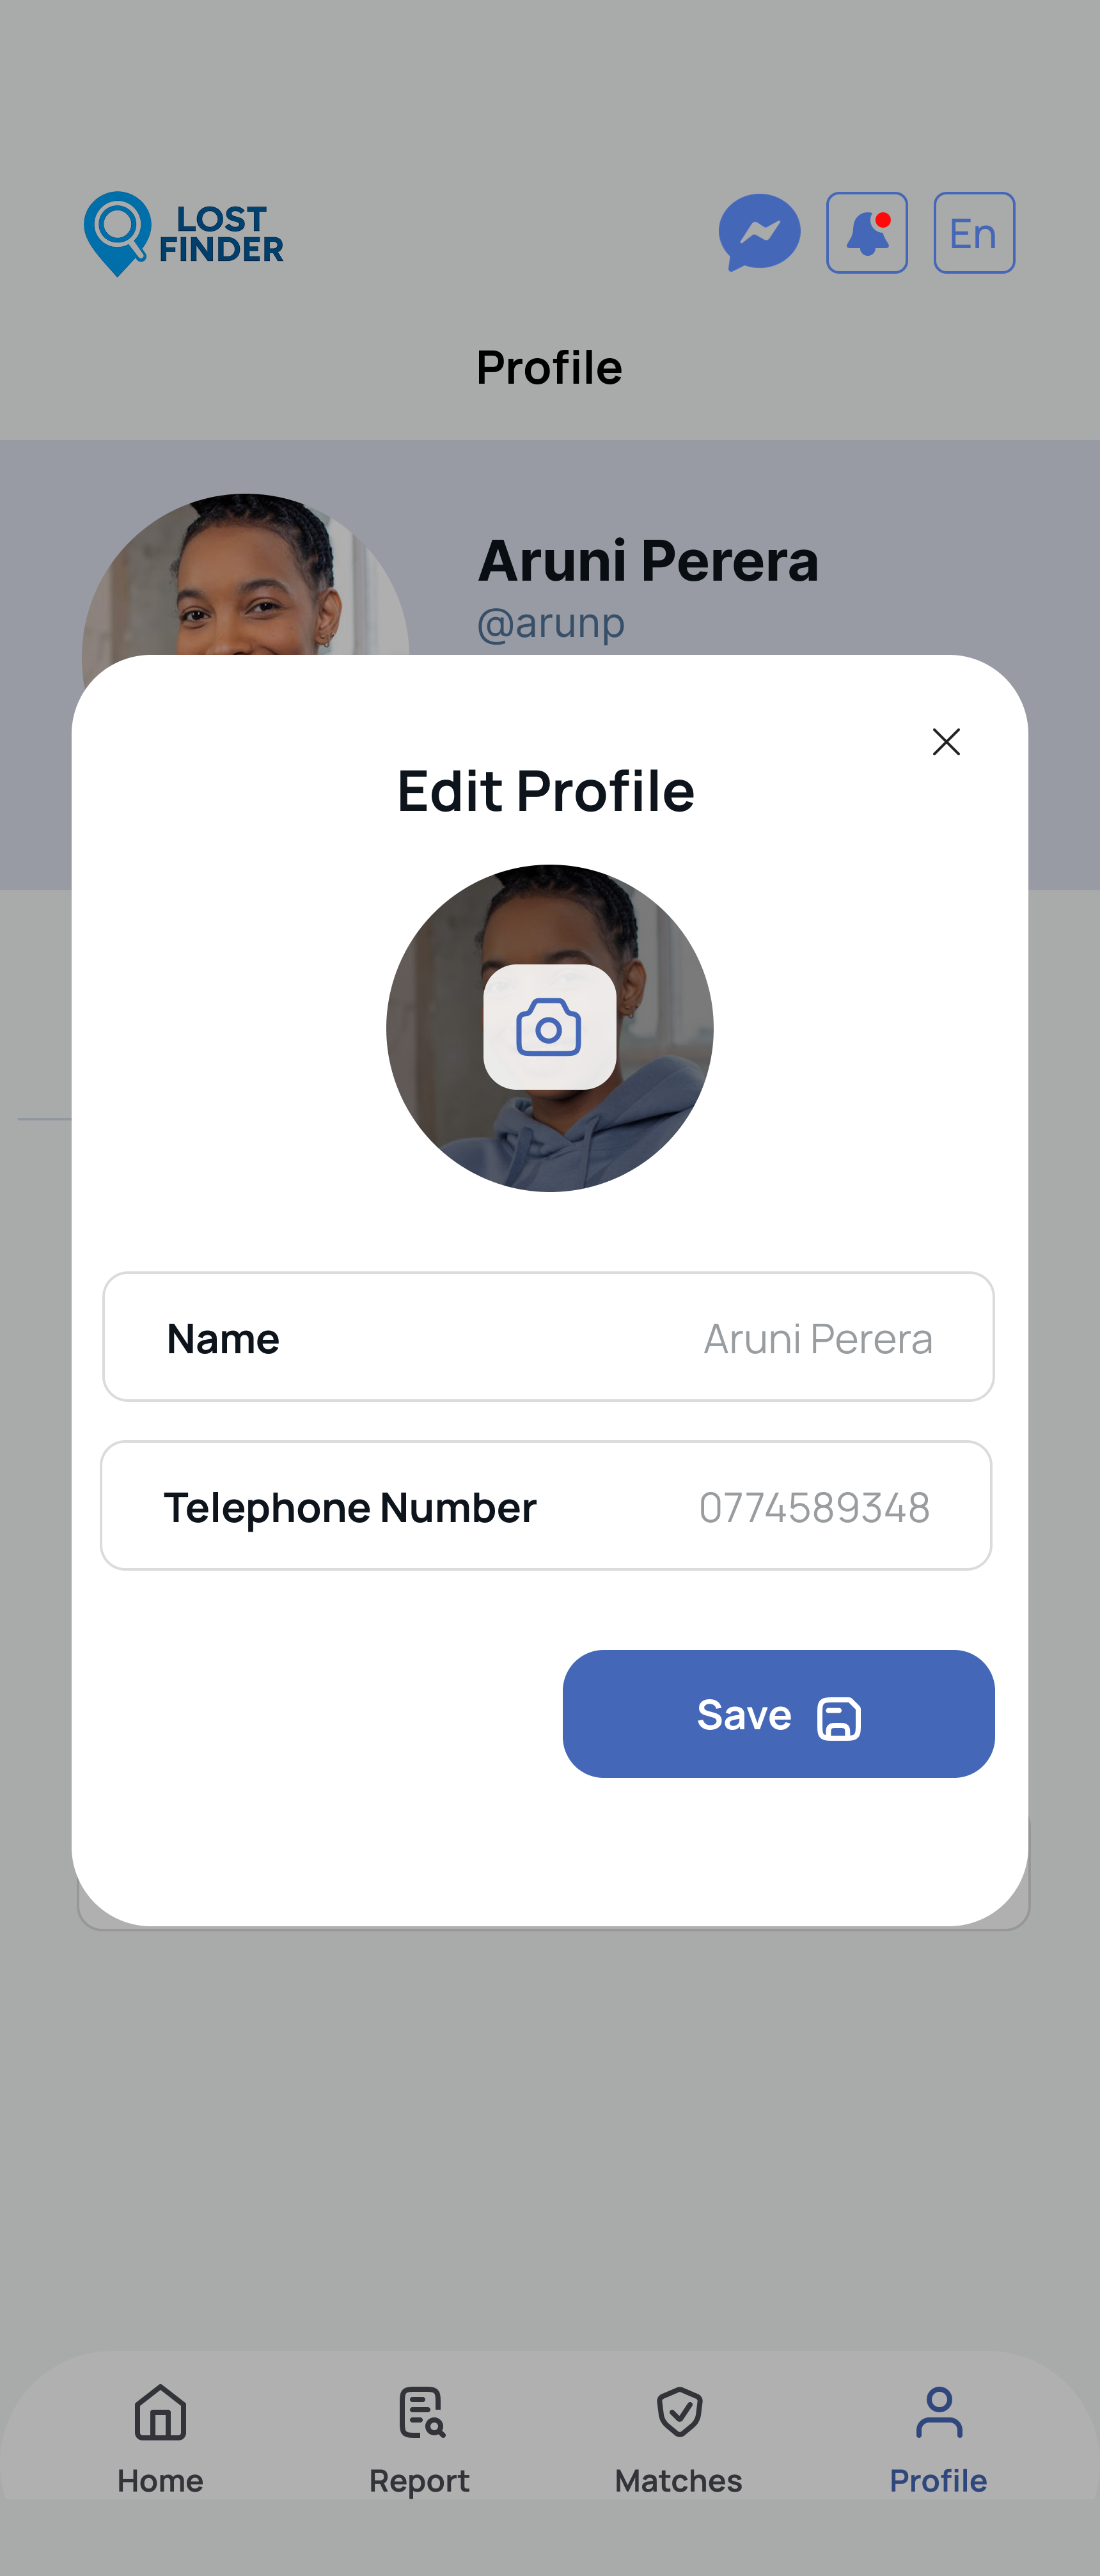 LOST
FINDER
En
Profile
Aruni Perera
@arunp
Edit Profile
Name Aruni Perera
Telephone Number 0774589348
Save
Home Report Matches Profile